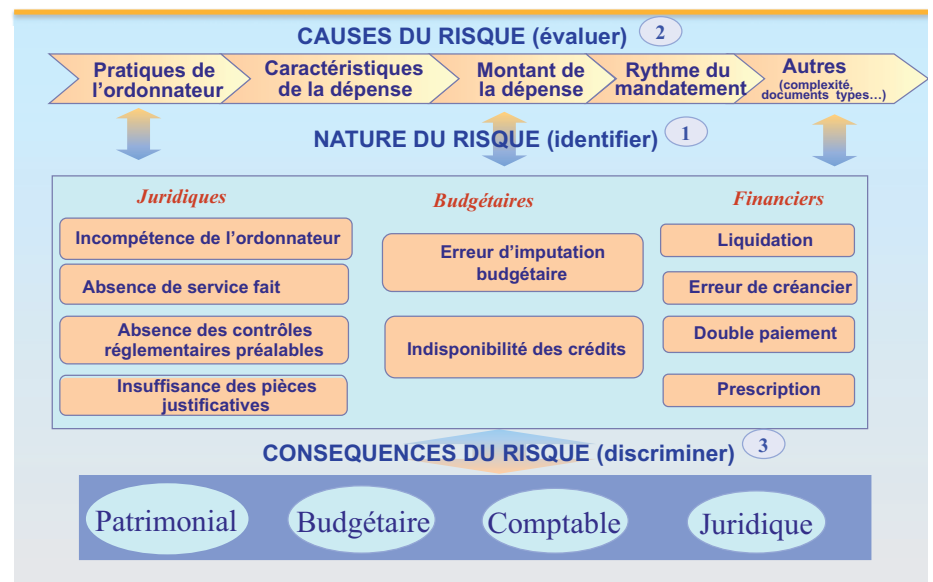 CAUSES DU RISQUE (évaluer) 2
Pratiques de
l’ordonnateur
Caractéristiques
de la dépense
Montant de
la dépense
Rythme du
mandatement
Autres
(complexité,
documents types…)
NATURE DU RISQUE (identifier) 1
Juridiques
Incompétence de l’ordonnateur
Absence de service fait
Absence des contrôles
réglementaires préalables
Insuffisance des pièces
justificatives
Budgétaires
Erreur d’imputation
budgétaire
Indisponibilité des crédits
Financiers
Liquidation
Erreur de créancier
Double paiement
Prescription
CONSEQUENCES DU RISQUE (discriminer) 3
Patrimonial
Budgétaire
Comptable
Juridique